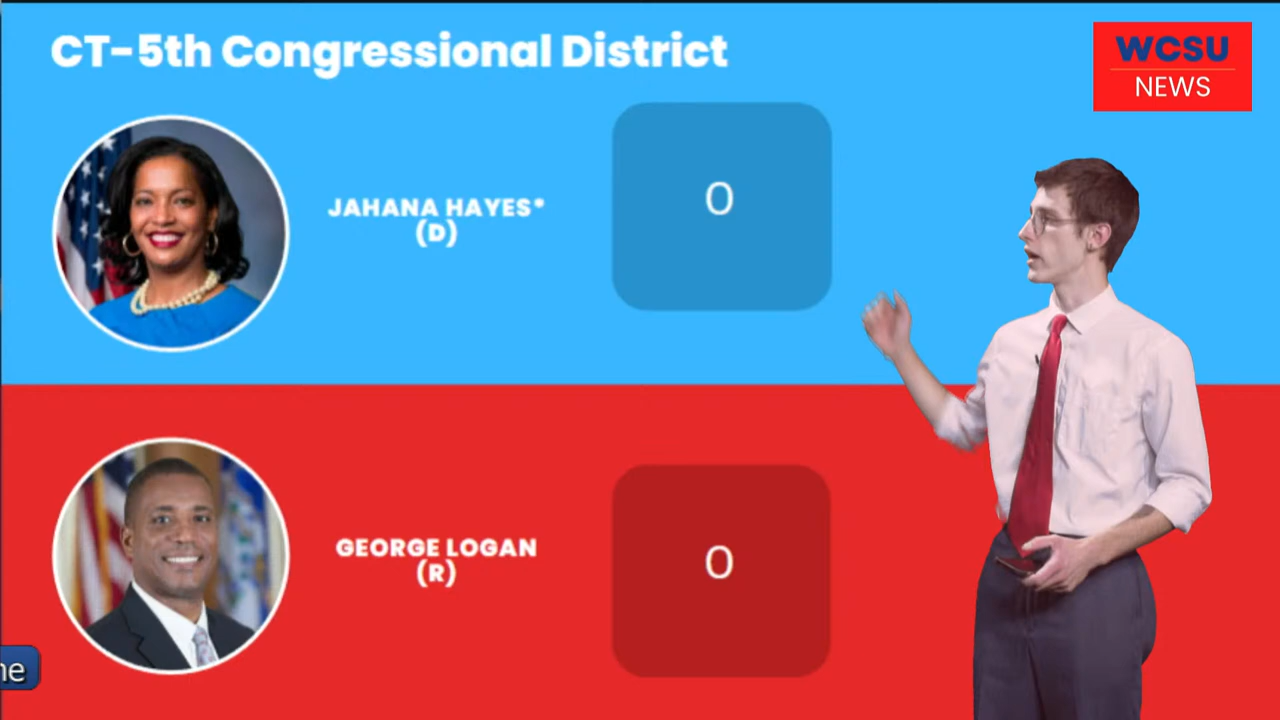 CT-5th Congressional District
WCSU
NEWS
JAHANA HAYES*
(D)
0
GEORGE LOGAN
(R)
0